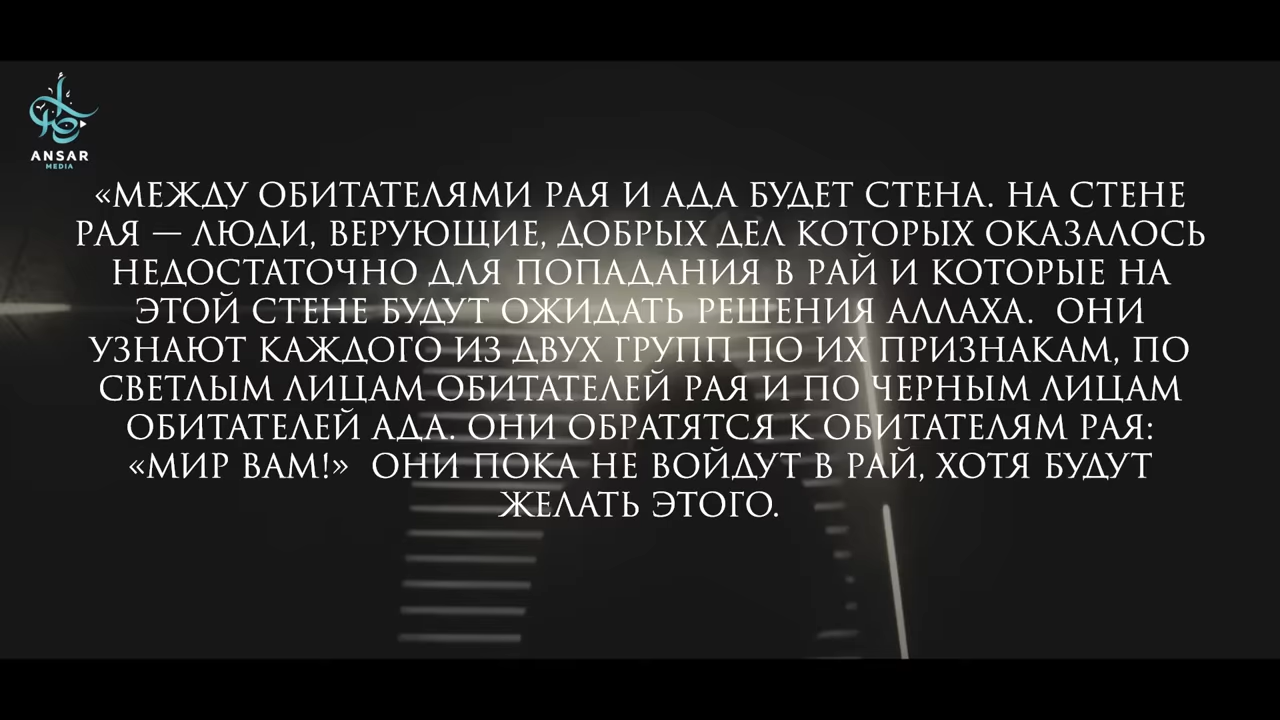 ANSAR
MEDIA
«МЕЖДУ ОБИТАТЕЛЯМИ РАЯ И АДА БУДЕТ СТЕНА. НА СТЕНЕ
РАЯ — ЛЮДИ, ВЕРУЮЩИЕ, ДОБРЫХ ДЕЛ КОТОРЫХ ОКАЗАЛОСЬ
НЕДОСТАТОЧНО ДЛЯ ПОПАДАНИЯ В РАЙ И КОТОРЫЕ НА
ЭТОЙ СТЕНЕ БУДУТ ОЖИДАТЬ РЕШЕНИЯ АЛЛАХА. ОНИ
УЗНАЮТ КАЖДОГО ИЗ ДВУХ ГРУПП ПО ИХ ПРИЗНАКАМ, ПО
СВЕТЛЫМ ЛИЦАМ ОБИТАТЕЛЕЙ РАЯ И ПО ЧЕРНЫМ ЛИЦАМ
ОБИТАТЕЛЕЙ АДА. ОНИ ОБРАТЯТСЯ К ОБИТАТЕЛЯМ РАЯ:
«МИР ВАМ!» ОНИ ПОКА НЕ ВОЙДУТ В РАЙ, ХОТЯ БУДУТ
ЖЕЛАТЬ ЭТОГО.